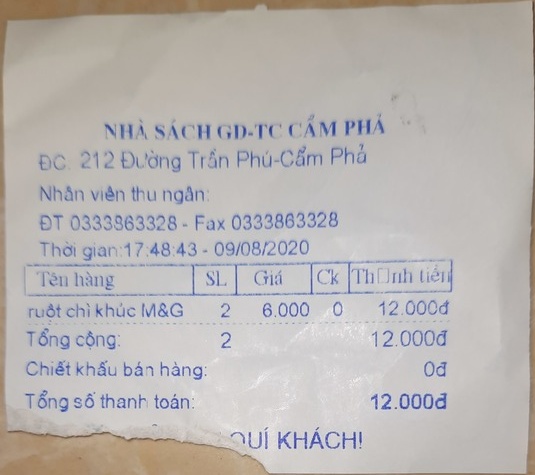 NHÀ SÁCH GD-TC CẨM PHẢ
ĐC: 212 Đường Trần Phú-Cẩm Phả
Nhân viên thu ngân:
ĐT 0333863328 - Fax 0333863328
Thời gian:17:48:43 - 09/08/2020
Tên hàng SL Giá Ck Th□nh tiền
ruột chì khúc M&G 2 6.000 0 12.000đ
Tổng cộng: 2 12.000đ
Chiết khấu bán hàng: 0đ
Tổng số thanh toán: 12.000đ
QUÍ KHÁCH!